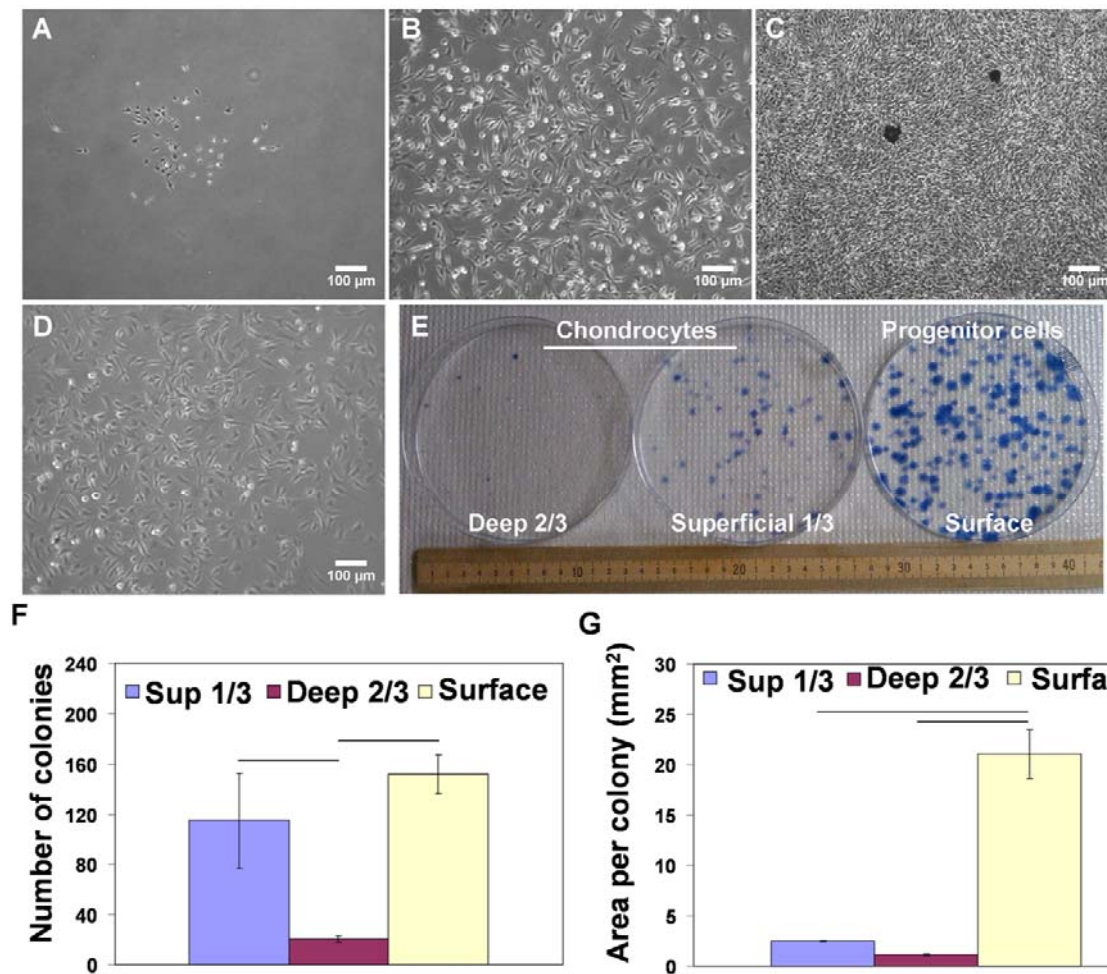 A
100 µm
B
100 µm
C
100 µm
D
100 µm
E
Chondrocytes
Progenitor cells
Deep 2/3
Superficial 1/3
Surface
10
20
30
40
F
Number of colonies
240
200
160
120
80
40
0
Sup 1/3
Deep 2/3
Surface
G
Area per colony (mm²)
30
25
20
15
10
5
0
Sup 1/3
Deep 2/3
Surfa